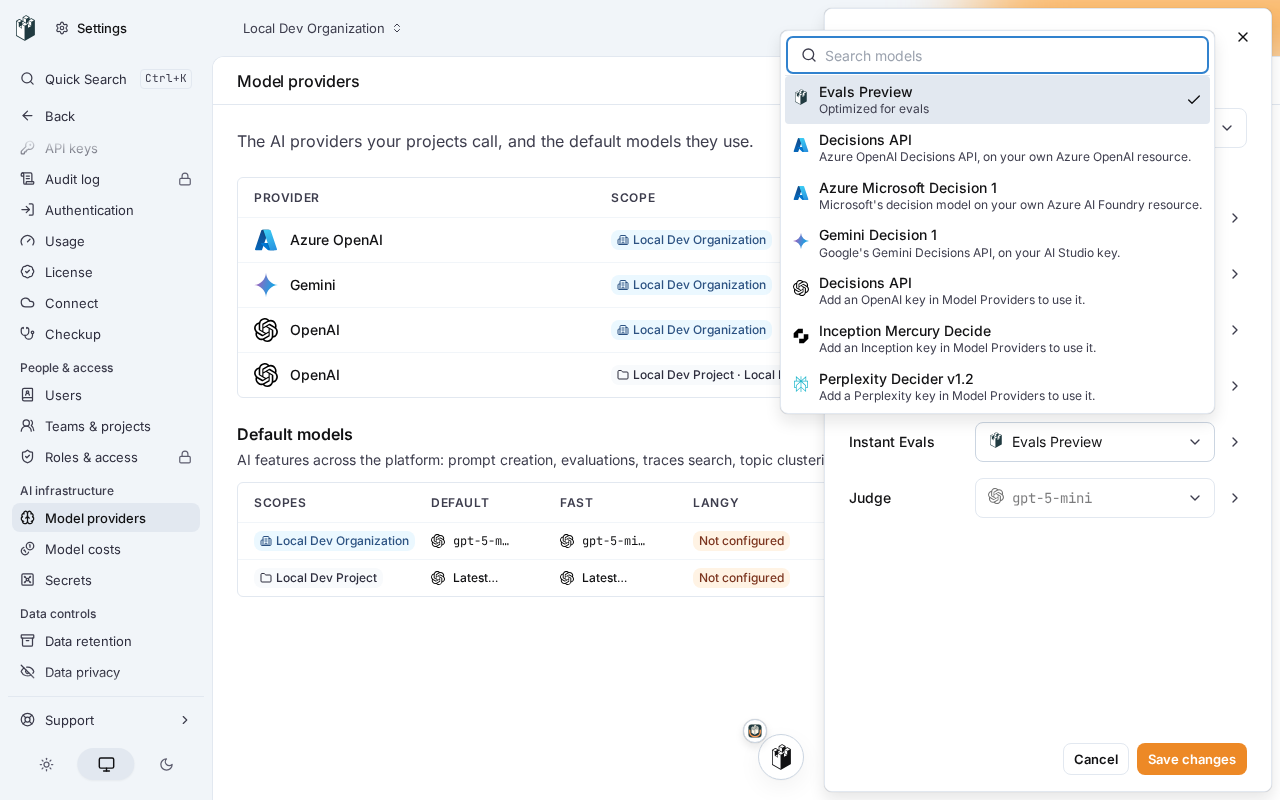 Settings
Local Dev Organization
Quick Search Ctrl+K
Back
API keys
Audit log
Authentication
Usage
License
Connect
Checkup
People & access
Users
Teams & projects
Roles & access
AI infrastructure
Model providers
Model costs
Secrets
Data controls
Data retention
Data privacy
Support
Model providers
The AI providers your projects call, and the default models they use.
PROVIDER SCOPE
Azure OpenAI Local Dev Organization
Gemini Local Dev Organization
OpenAI Local Dev Organization
OpenAI Local Dev Project · Local
Default models
AI features across the platform: prompt creation, evaluations, traces search, topic clusteri
SCOPES DEFAULT FAST LANGY
Local Dev Organization gpt-5-m… gpt-5-mi… Not configured
Local Dev Project Latest… Latest… Not configured
Search models
Evals Preview
Optimized for evals
Decisions API
Azure OpenAI Decisions API, on your own Azure OpenAI resource.
Azure Microsoft Decision 1
Microsoft's decision model on your own Azure AI Foundry resource.
Gemini Decision 1
Google's Gemini Decisions API, on your AI Studio key.
Decisions API
Add an OpenAI key in Model Providers to use it.
Inception Mercury Decide
Add an Inception key in Model Providers to use it.
Perplexity Decider v1.2
Add a Perplexity key in Model Providers to use it.
Instant Evals Evals Preview
Judge gpt-5-mini
Cancel Save changes